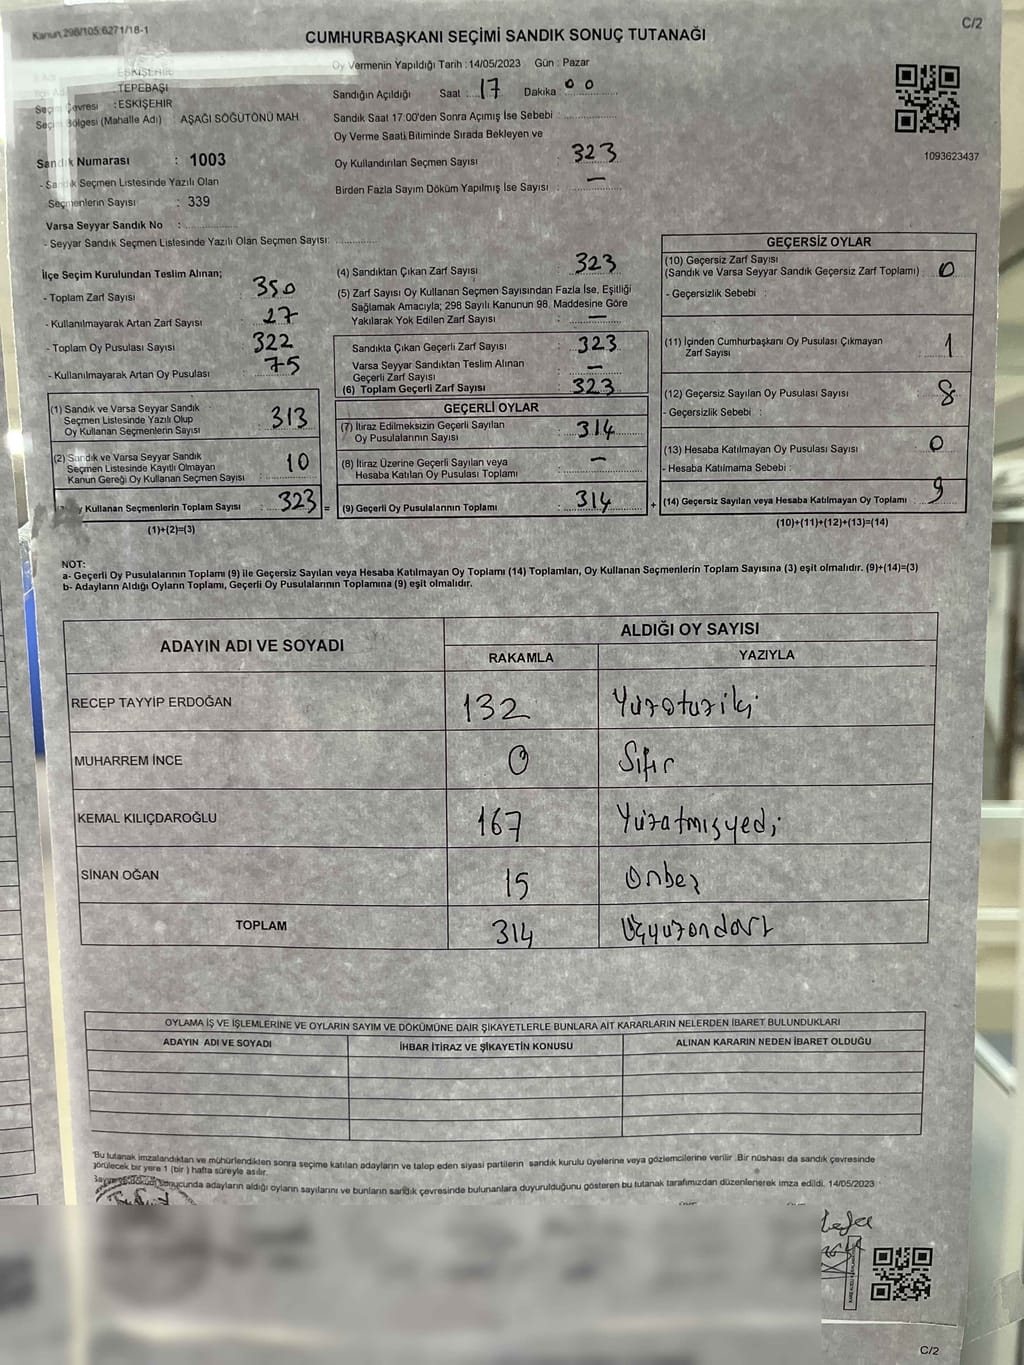 Kanun 298/105;6271/18-1
C/2
CUMHURBAŞKANI SEÇİMİ SANDIK SONUÇ TUTANAĞI
ESKİŞEHİR
TEPEBAŞI
Seçim Çevresi : ESKİŞEHİR
Seçim Bölgesi (Mahalle Adı) : AŞAĞI SÖĞÜTÖNÜ MAH
Oy Vermenin Yapıldığı Tarih : 14/05/2023 Gün : Pazar
Sandığın Açıldığı Saat : 17 Dakika : 00
Sandık Saat 17:00'den Sonra Açımış İse Sebebi :
Oy Verme Saati Bitiminde Sırada Bekleyen ve
Oy Kullandırılan Seçmen Sayısı : 323
Birden Fazla Sayım Döküm Yapılmış İse Sayısı : —
1093623437
Sandık Numarası : 1003
- Sandık Seçmen Listesinde Yazılı Olan
Seçmenlerin Sayısı : 339
Varsa Seyyar Sandık No :
- Seyyar Sandık Seçmen Listesinde Yazılı Olan Seçmen Sayısı:
İlçe Seçim Kurulundan Teslim Alınan;
- Toplam Zarf Sayısı : 350
- Kullanılmayarak Artan Zarf Sayısı : 27
- Toplam Oy Pusulası Sayısı : 322
- Kullanılmayarak Artan Oy Pusulası : 75
(1) Sandık ve Varsa Seyyar Sandık
Seçmen Listesinde Yazılı Olup
Oy Kullanan Seçmenlerin Sayısı : 313
(2) Sandık ve Varsa Seyyar Sandık
Seçmen Listesinde Kayıtlı Olmayan
Kanun Gereği Oy Kullanan Seçmen Sayısı : 10
Kullanan Seçmenlerin Toplam Sayısı : 323 =
(1)+(2)=(3)
(4) Sandıktan Çıkan Zarf Sayısı : 323
(5) Zarf Sayısı Oy Kullanan Seçmen Sayısından Fazla İse, Eşitliği
Sağlamak Amacıyla; 298 Sayılı Kanunun 98. Maddesine Göre
Yakılarak Yok Edilen Zarf Sayısı : —
Sandıkta Çıkan Geçerli Zarf Sayısı : 323
Varsa Seyyar Sandıktan Teslim Alınan
Geçerli Zarf Sayısı : —
(6) Toplam Geçerli Zarf Sayısı : 323
GEÇERLİ OYLAR
(7) İtiraz Edilmeksizin Geçerli Sayılan
Oy Pusulalarının Sayısı : 314
(8) İtiraz Üzerine Geçerli Sayılan veya
Hesaba Katılan Oy Pusulası Toplamı : —
(9) Geçerli Oy Pusulalarının Toplamı : 314 +
GEÇERSİZ OYLAR
(10) Geçersiz Zarf Sayısı
(Sandık ve Varsa Seyyar Sandık Geçersiz Zarf Toplamı) : 0
- Geçersizlik Sebebi :
(11) İçinden Cumhurbaşkanı Oy Pusulası Çıkmayan
Zarf Sayısı : 1
(12) Geçersiz Sayılan Oy Pusulası Sayısı : 8
- Geçersizlik Sebebi :
(13) Hesaba Katılmayan Oy Pusulası Sayısı : 0
- Hesaba Katılmama Sebebi :
(14) Geçersiz Sayılan veya Hesaba Katılmayan Oy Toplamı : 9
(10)+(11)+(12)+(13)=(14)
NOT:
a- Geçerli Oy Pusulalarının Toplamı (9) ile Geçersiz Sayılan veya Hesaba Katılmayan Oy Toplamı (14) Toplamları, Oy Kullanan Seçmenlerin Toplam Sayısına (3) eşit olmalıdır. (9)+(14)=(3)
b- Adayların Aldığı Oyların Toplamı, Geçerli Oy Pusulalarının Toplamına (9) eşit olmalıdır.
ADAYIN ADI VE SOYADI
ALDIĞI OY SAYISI
RAKAMLA YAZIYLA
RECEP TAYYİP ERDOĞAN 132 Yüzotuziki
MUHARREM İNCE 0 Sıfır
KEMAL KILIÇDAROĞLU 167 Yüzatmışyedi
SİNAN OĞAN 15 Onbeş
TOPLAM 314 Üçyüzondört
OYLAMA İŞ VE İŞLEMLERİNE VE OYLARIN SAYIM VE DÖKÜMÜNE DAİR ŞİKAYETLERLE BUNLARA AİT KARARLARIN NELERDEN İBARET BULUNDUKLARI
ADAYIN ADI VE SOYADI İHBAR İTİRAZ VE ŞİKAYETİN KONUSU ALINAN KARARIN NEDEN İBARET OLDUĞU
"Bu tutanak imzalandıktan ve mühürlendikten sonra seçime katılan adayların ve talep eden siyasi partilerin sandık kurulu üyelerine veya gözlemcilerine verilir .Bir nüshası da sandık çevresinde
görülecek bir yere 1 (bir ) hafta süreyle asılır.
sonucunda adayların aldığı oyların sayılarını ve bunların sandık çevresinde bulunanlara duyurulduğunu gösteren bu tutanak tarafımızdan düzenlenerek imza edildi. 14/05/2023
C/2